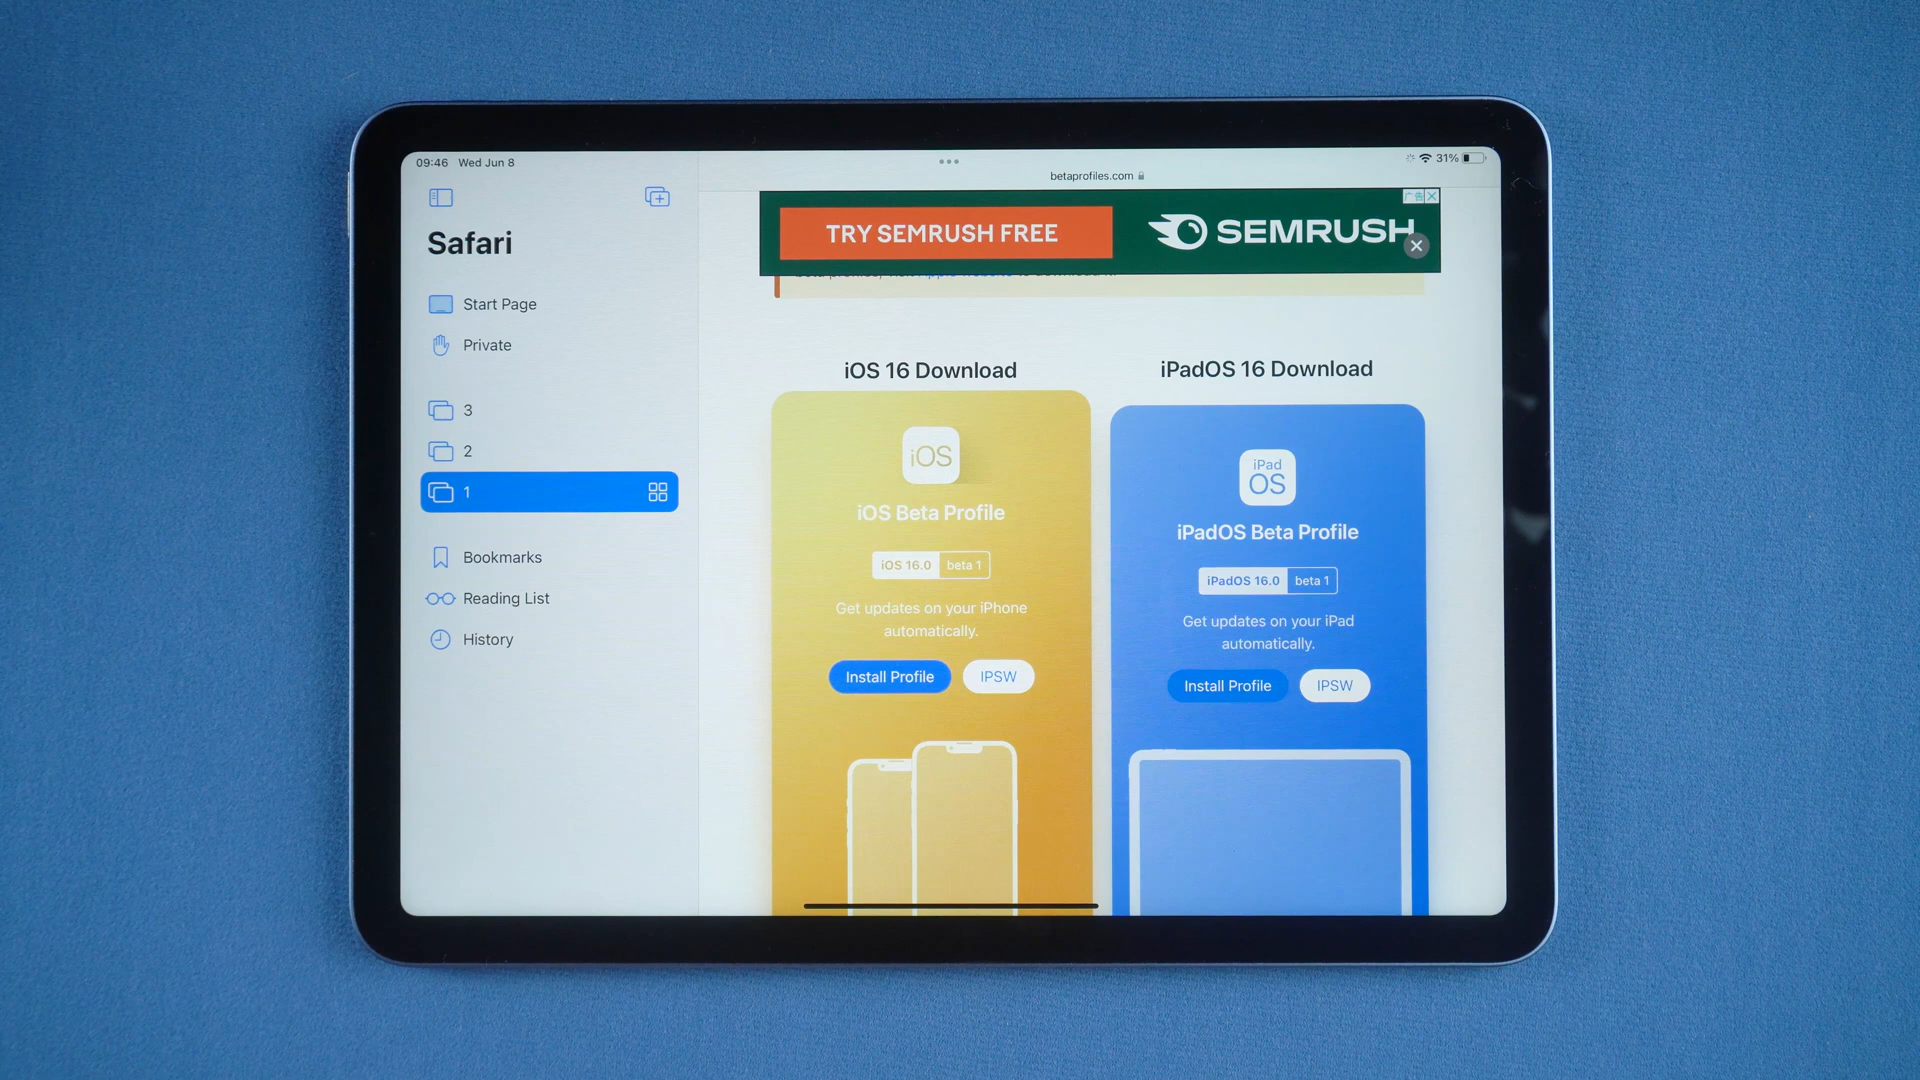 09:46 Wed Jun 8
31%
betaprofiles.com
Safari
Start Page
Private
3
2
1
Bookmarks
Reading List
History
TRY SEMRUSH FREE
SEMRUSH
广告
iOS 16 Download
iOS
iOS Beta Profile
iOS 16.0 beta 1
Get updates on your iPhone
automatically.
Install Profile IPSW
iPadOS 16 Download
iPad
OS
iPadOS Beta Profile
iPadOS 16.0 beta 1
Get updates on your iPad
automatically.
Install Profile IPSW